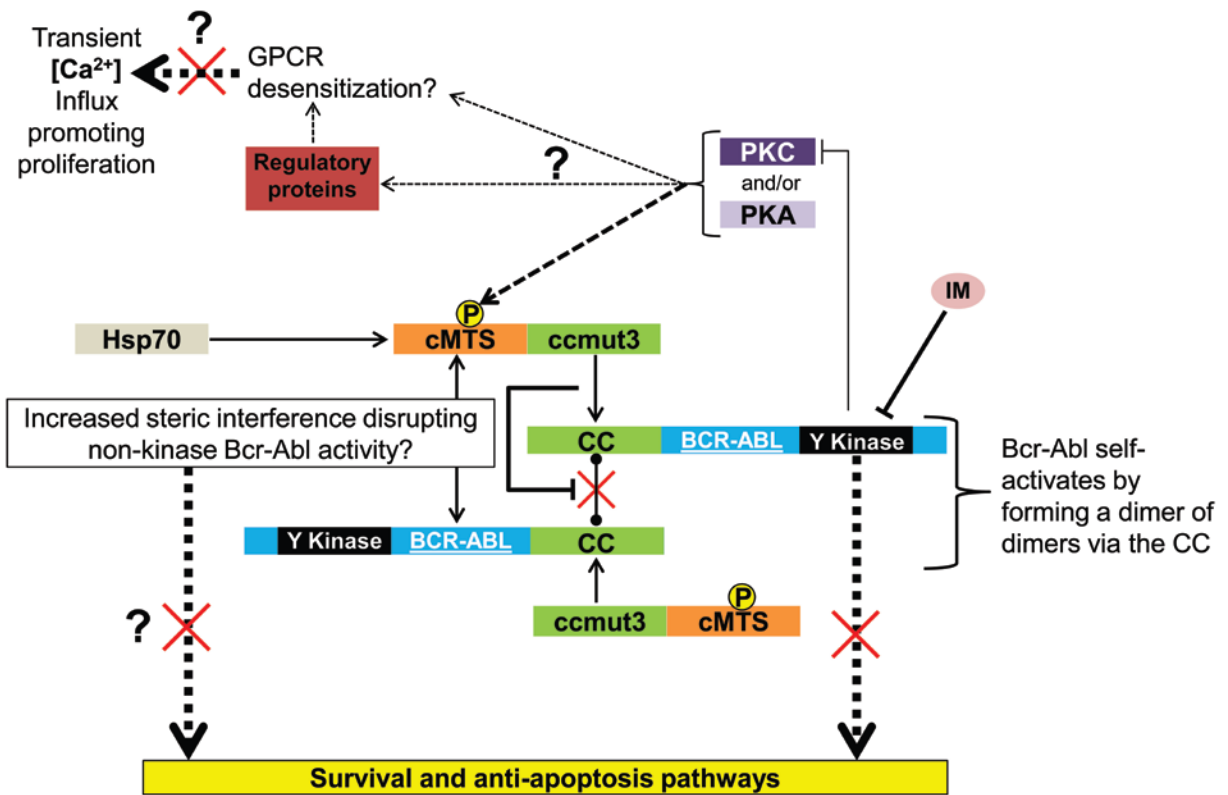 Transient
[Ca²⁺]
Influx
promoting
proliferation
?
GPCR
desensitization?
Regulatory
proteins
?
PKC
and/or
PKA
IM
P
Hsp70
cMTS
ccmut3
Increased steric interference disrupting
non-kinase Bcr-Abl activity?
CC
BCR-ABL
Y Kinase
Bcr-Abl self-
activates by
forming a dimer of
dimers via the CC
Y Kinase
BCR-ABL
CC
P
ccmut3
cMTS
?
Survival and anti-apoptosis pathways